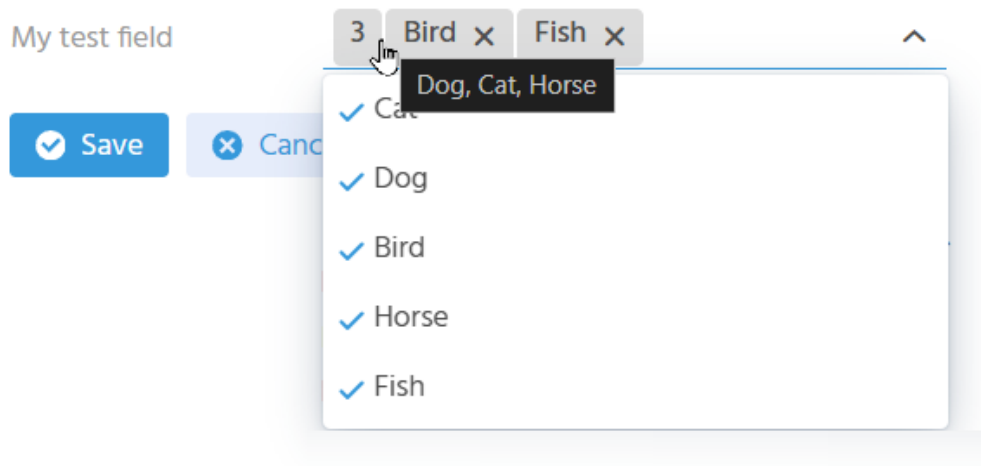 My test field
3 Bird Fish
Dog, Cat, Horse
Cat
Save
Canc
Dog
Bird
Horse
Fish